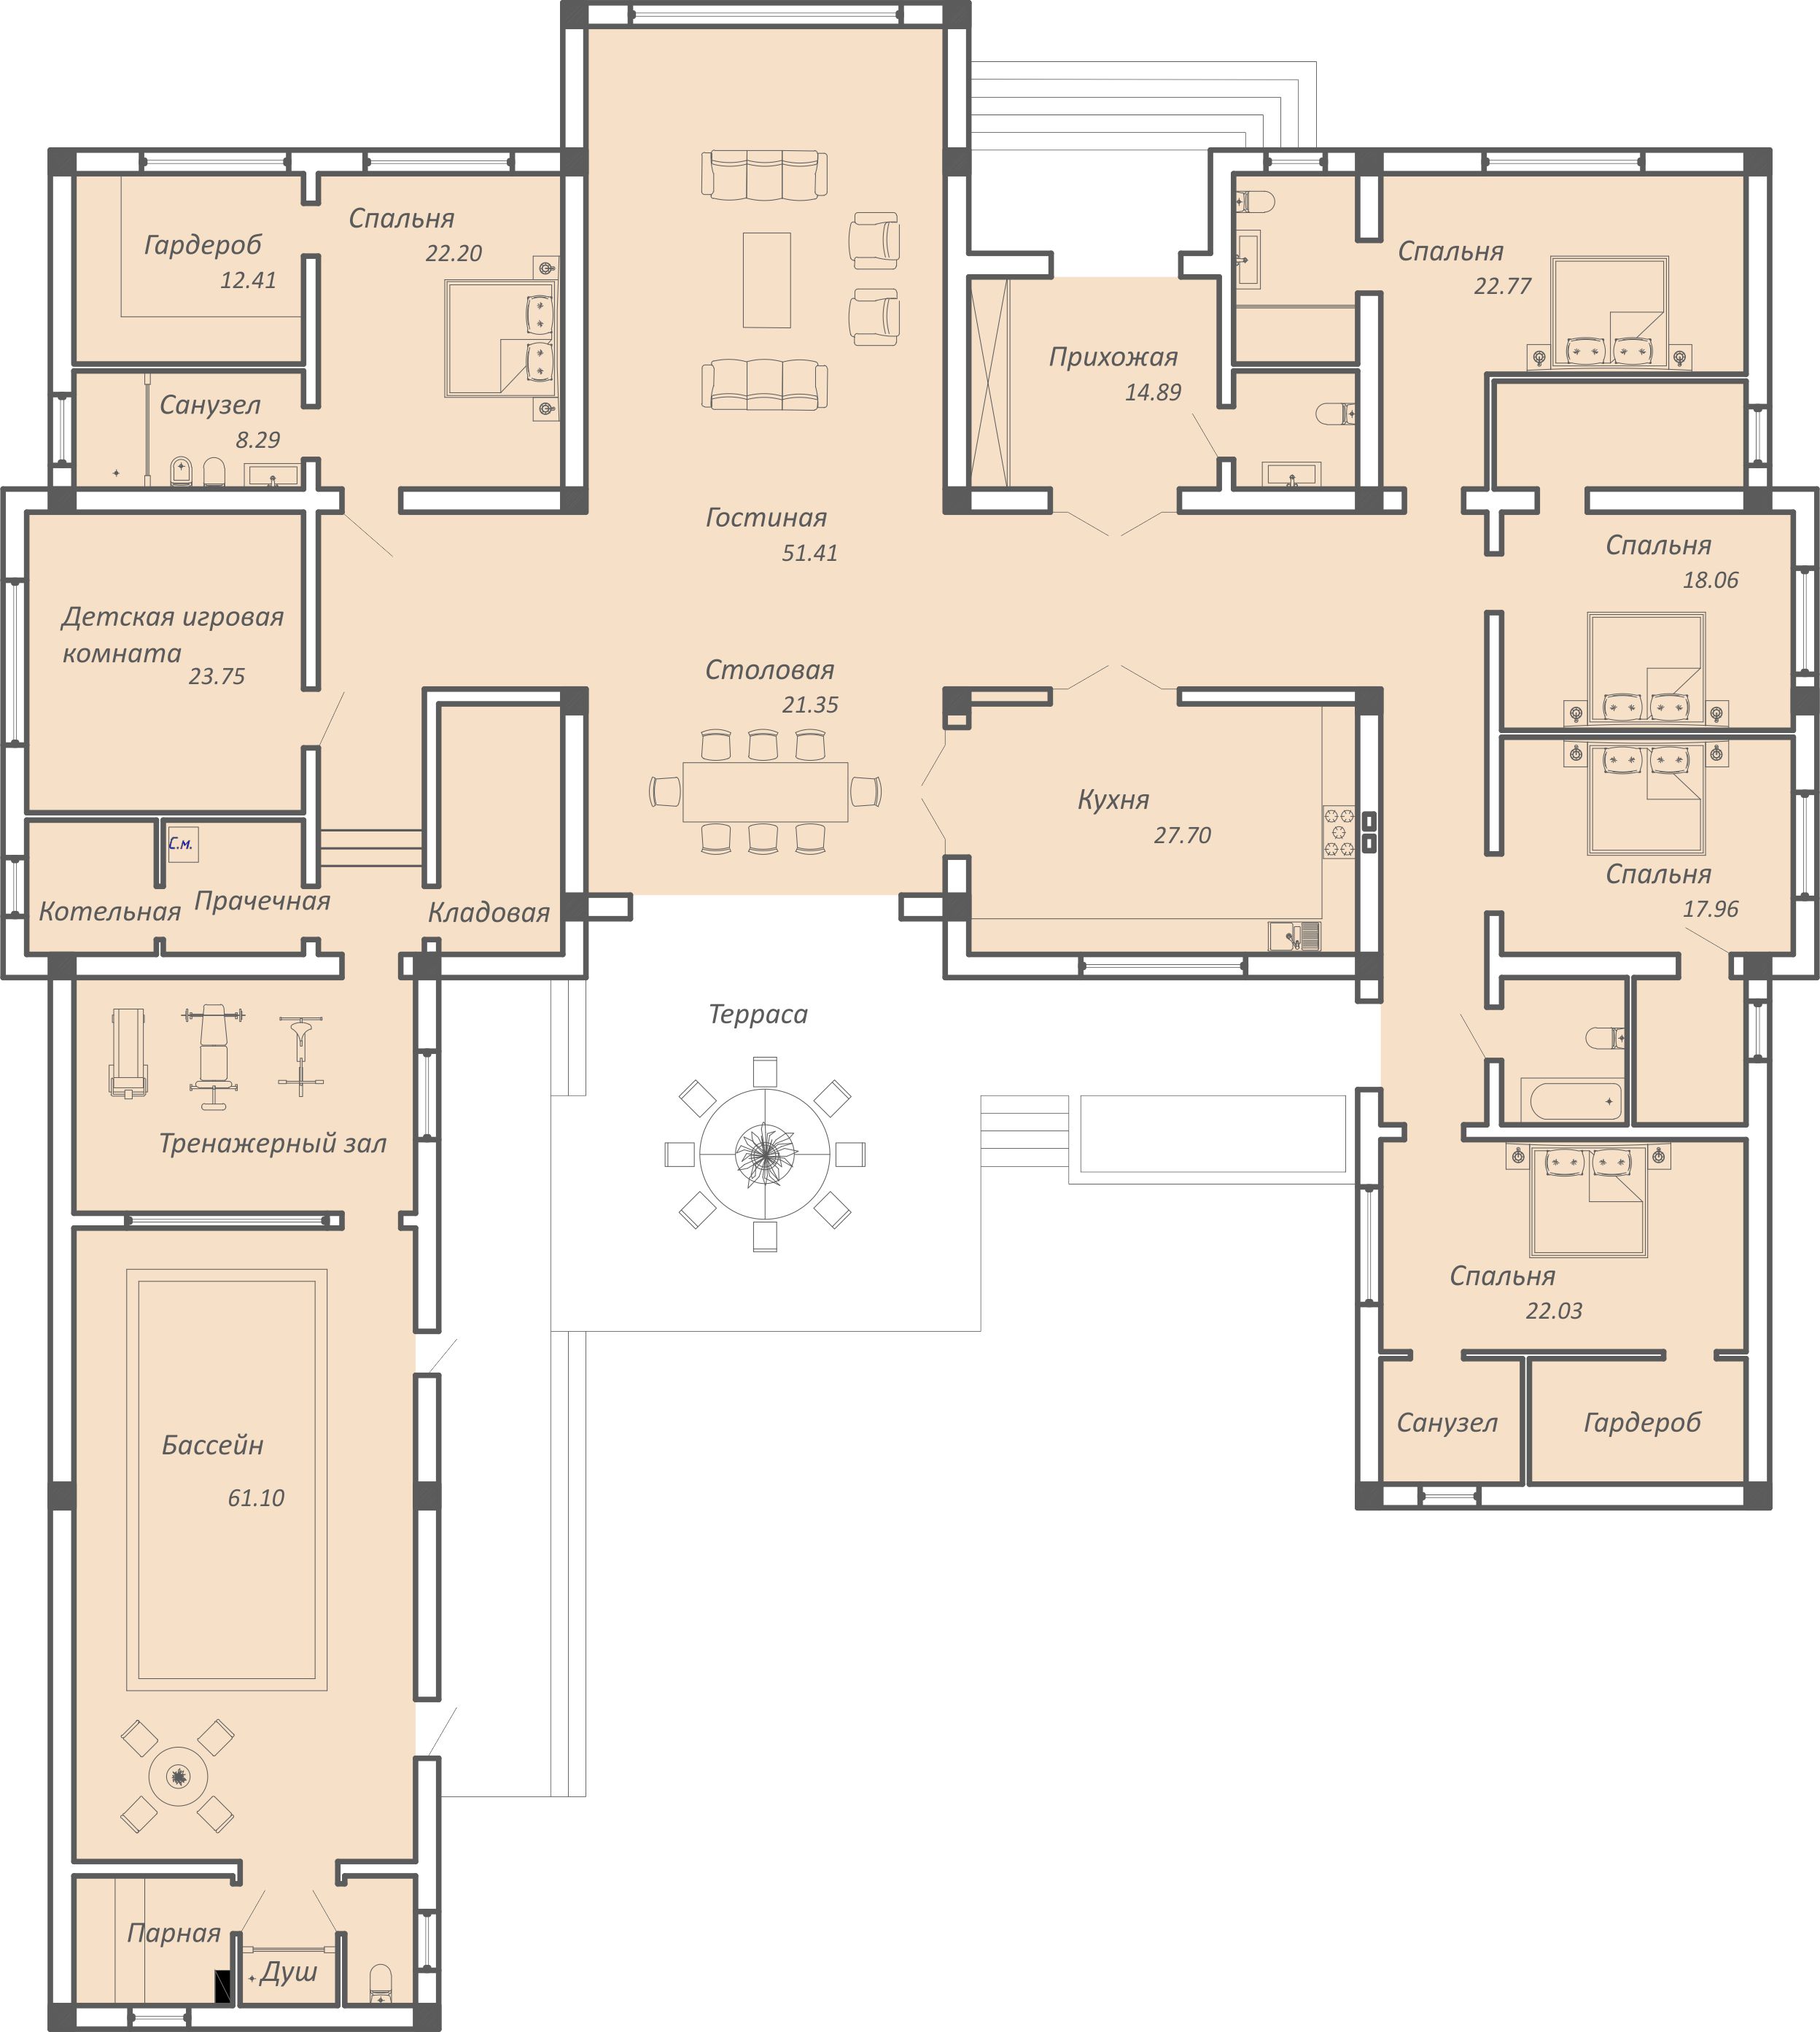 Спальня
22.20
Гардероб
12.41
Спальня
22.77
Прихожая
14.89
Санузел
8.29
Гостиная
51.41
Спальня
18.06
Детская игровая
комната
23.75
Столовая
21.35
Кухня
27.70
С.м.
Спальня
17.96
Котельная
Прачечная
Кладовая
Терраса
Тренажерный зал
Спальня
22.03
Санузел
Гардероб
Бассейн
61.10
Парная
Душ